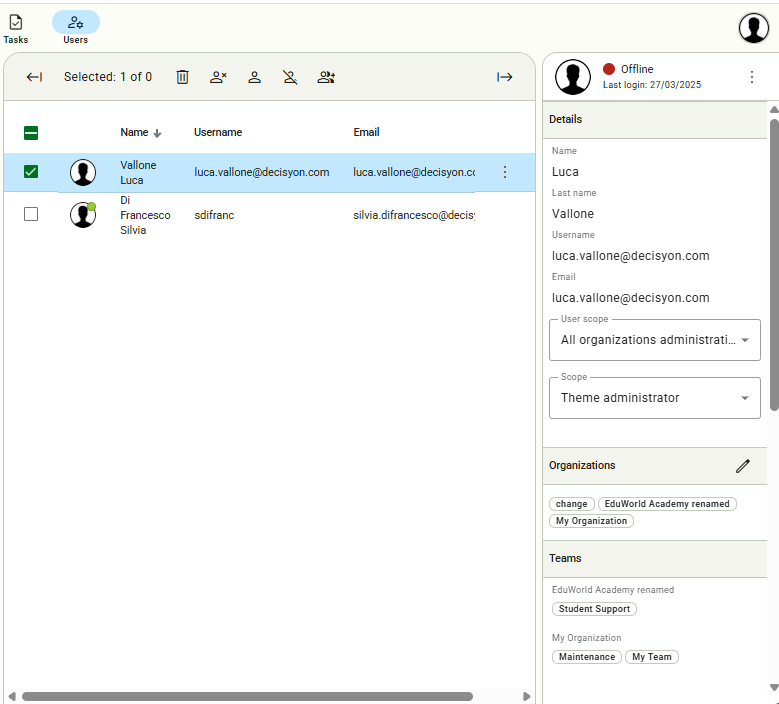 Tasks
Users
Selected: 1 of 0
Name
Username
Email
Vallone
Luca
luca.vallone@decisyon.com
luca.vallone@decisyon.cc
Di
Francesco
Silvia
sdifranc
silvia.difrancesco@decisy
Offline
Last login: 27/03/2025
Details
Name
Luca
Last name
Vallone
Username
luca.vallone@decisyon.com
Email
luca.vallone@decisyon.com
User scope
All organizations administrati...
Scope
Theme administrator
Organizations
change
EduWorld Academy renamed
My Organization
Teams
EduWorld Academy renamed
Student Support
My Organization
Maintenance
My Team